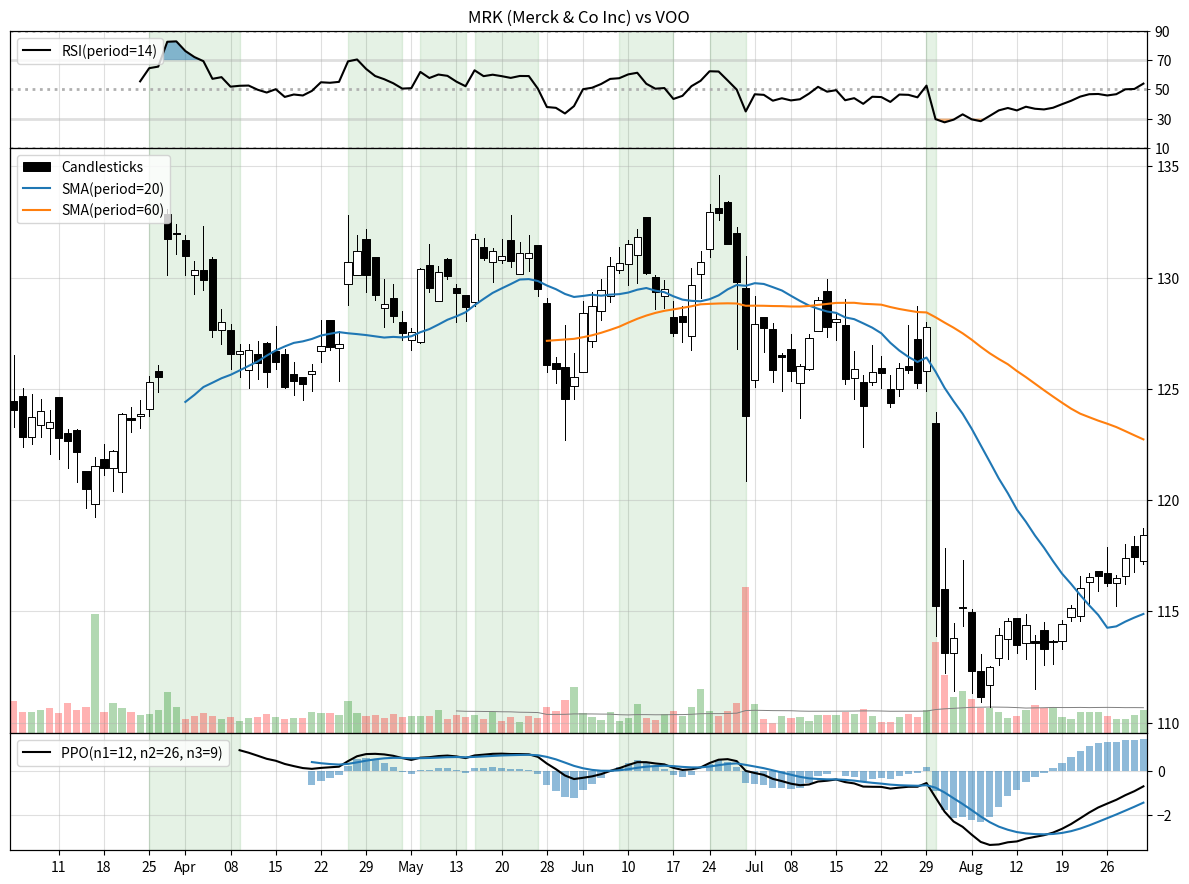 MRK (Merck & Co Inc) vs VOO
RSI(period=14)
90
70
50
30
10
Candlesticks
SMA(period=20)
SMA(period=60)
135
130
125
120
115
110
PPO(n1=12, n2=26, n3=9)
0
−2
11 18 25 Apr 08 15 22 29 May 13 20 28 Jun 10 17 24 Jul 08 15 22 29 Aug 12 19 26